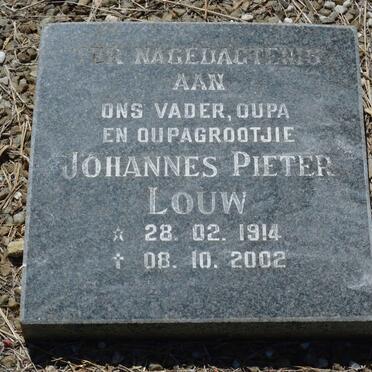 TER NAGEDAGTENIS
AAN
ONS VADER, OUPA
EN OUPAGROOTJIE
JOHANNES PIETER
LOUW
☆ 28. 02. 1914
† 08. 10. 2002